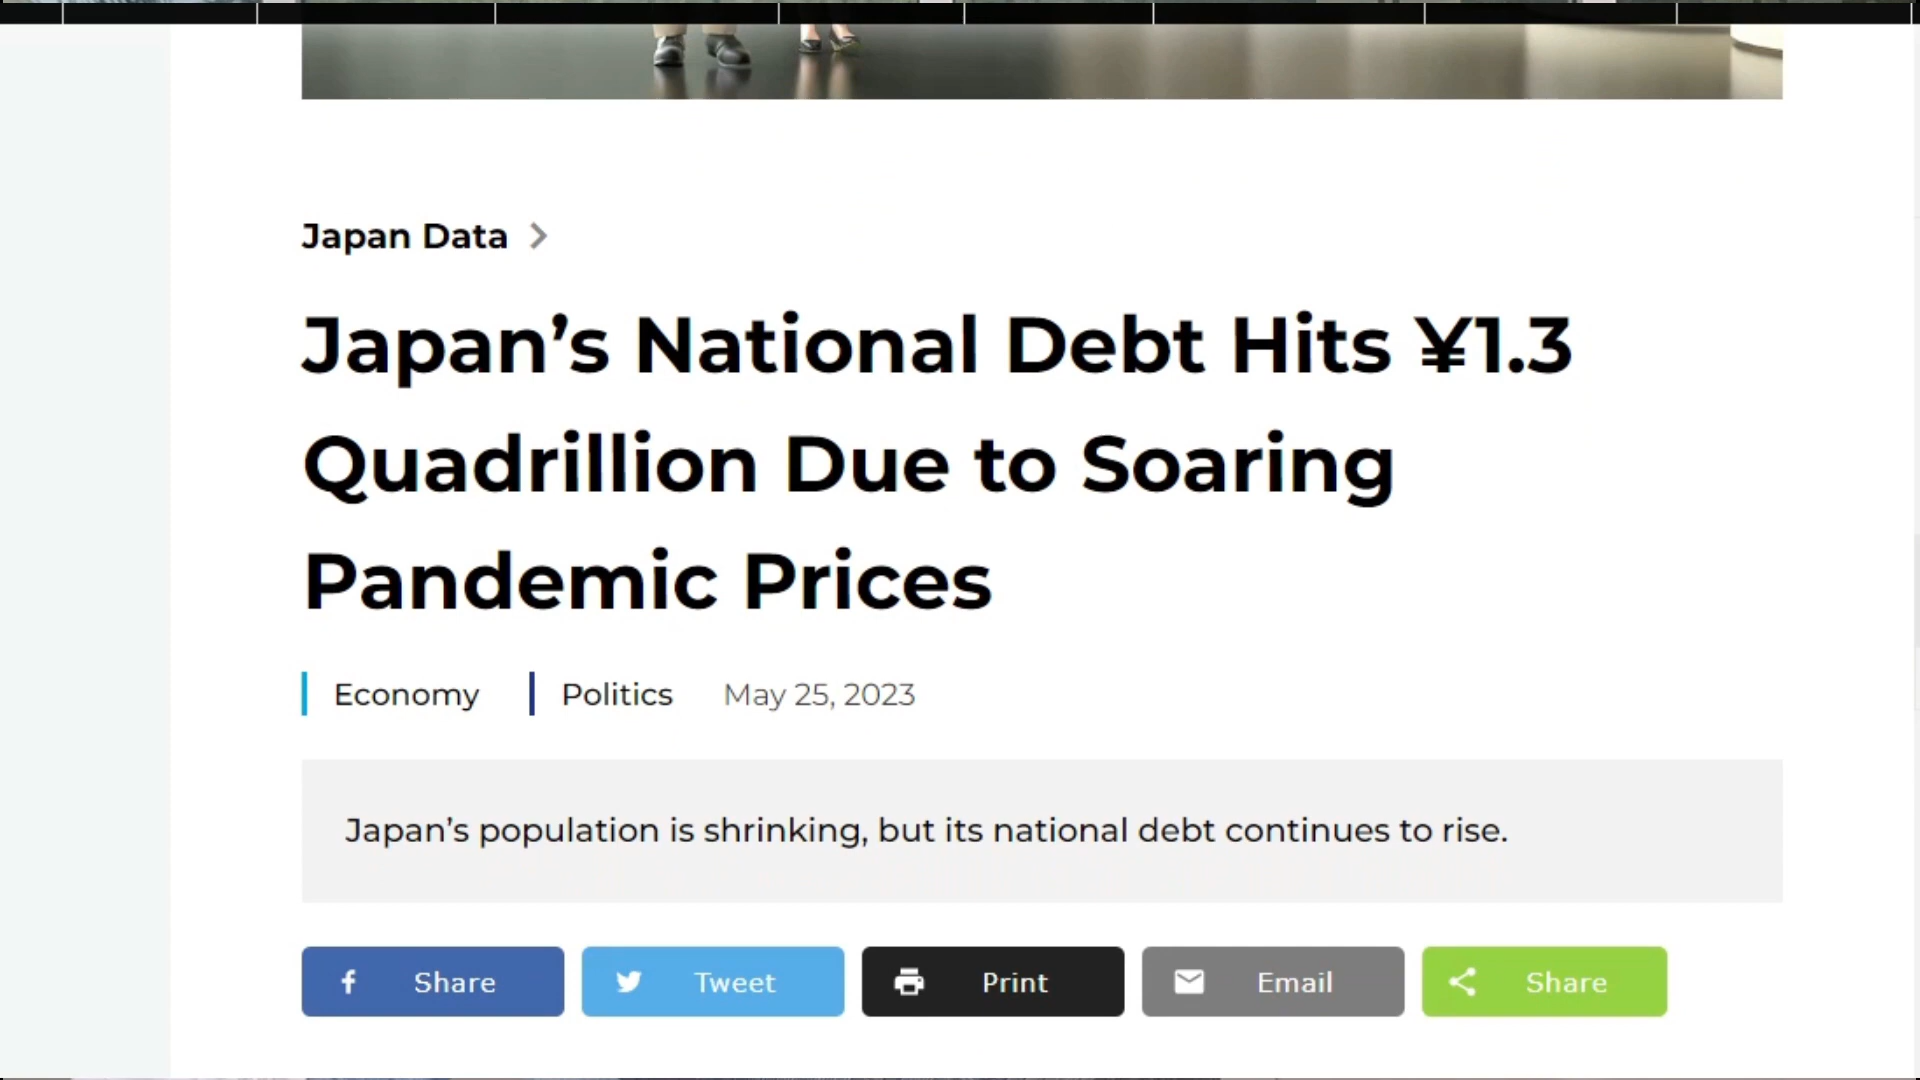 Japan Data
Japan’s National Debt Hits ¥1.3
Quadrillion Due to Soaring
Pandemic Prices
Economy Politics May 25, 2023
Japan’s population is shrinking, but its national debt continues to rise.
Share Tweet Print Email Share